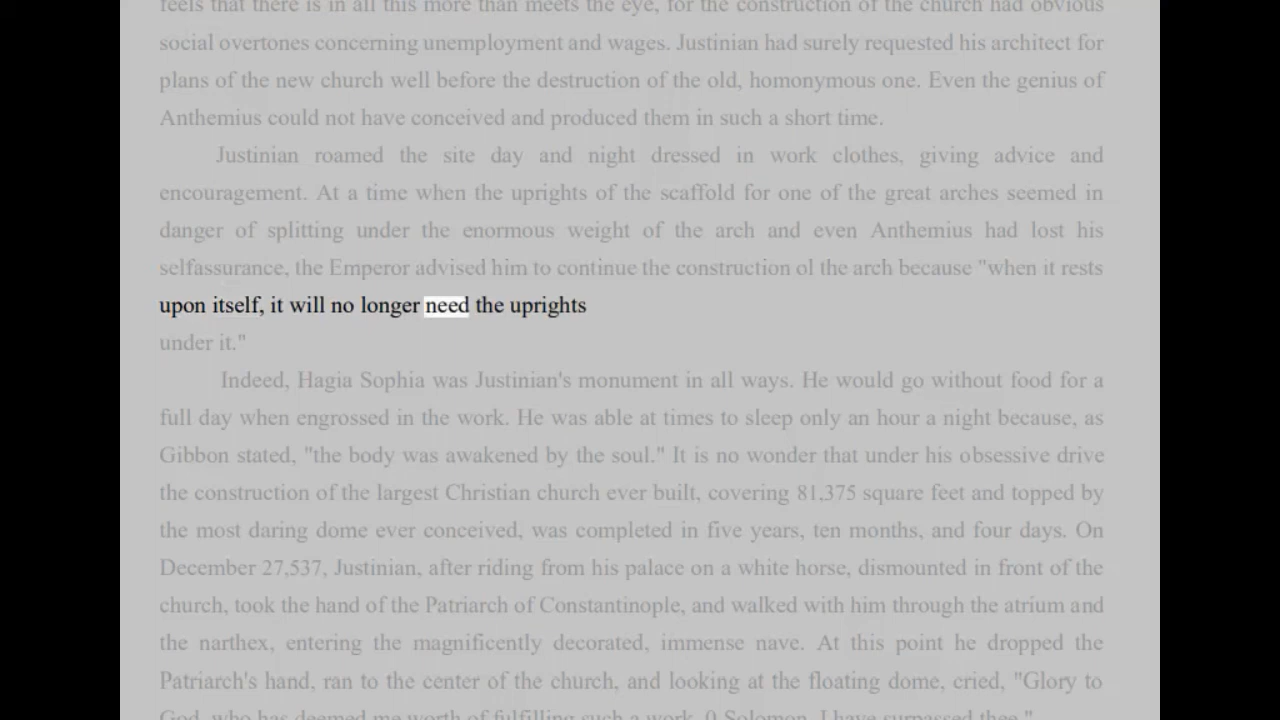 feels that there is in all this more than meets the eye, for the construction of the church had obvious
social overtones concerning unemployment and wages. Justinian had surely requested his architect for
plans of the new church well before the destruction of the old, homonymous one. Even the genius of
Anthemius could not have conceived and produced them in such a short time.
Justinian roamed the site day and night dressed in work clothes, giving advice and
encouragement. At a time when the uprights of the scaffold for one of the great arches seemed in
danger of splitting under the enormous weight of the arch and even Anthemius had lost his
selfassurance, the Emperor advised him to continue the construction ol the arch because "when it rests
upon itself, it will no longer need the uprights
under it."
Indeed, Hagia Sophia was Justinian's monument in all ways. He would go without food for a
full day when engrossed in the work. He was able at times to sleep only an hour a night because, as
Gibbon stated, "the body was awakened by the soul." It is no wonder that under his obsessive drive
the construction of the largest Christian church ever built, covering 81,375 square feet and topped by
the most daring dome ever conceived, was completed in five years, ten months, and four days. On
December 27,537, Justinian, after riding from his palace on a white horse, dismounted in front of the
church, took the hand of the Patriarch of Constantinople, and walked with him through the atrium and
the narthex, entering the magnificently decorated, immense nave. At this point he dropped the
Patriarch's hand, ran to the center of the church, and looking at the floating dome, cried, "Glory to
God, who has deemed me worth of fulfilling such a work. 0 Solomon, I have surpassed thee."